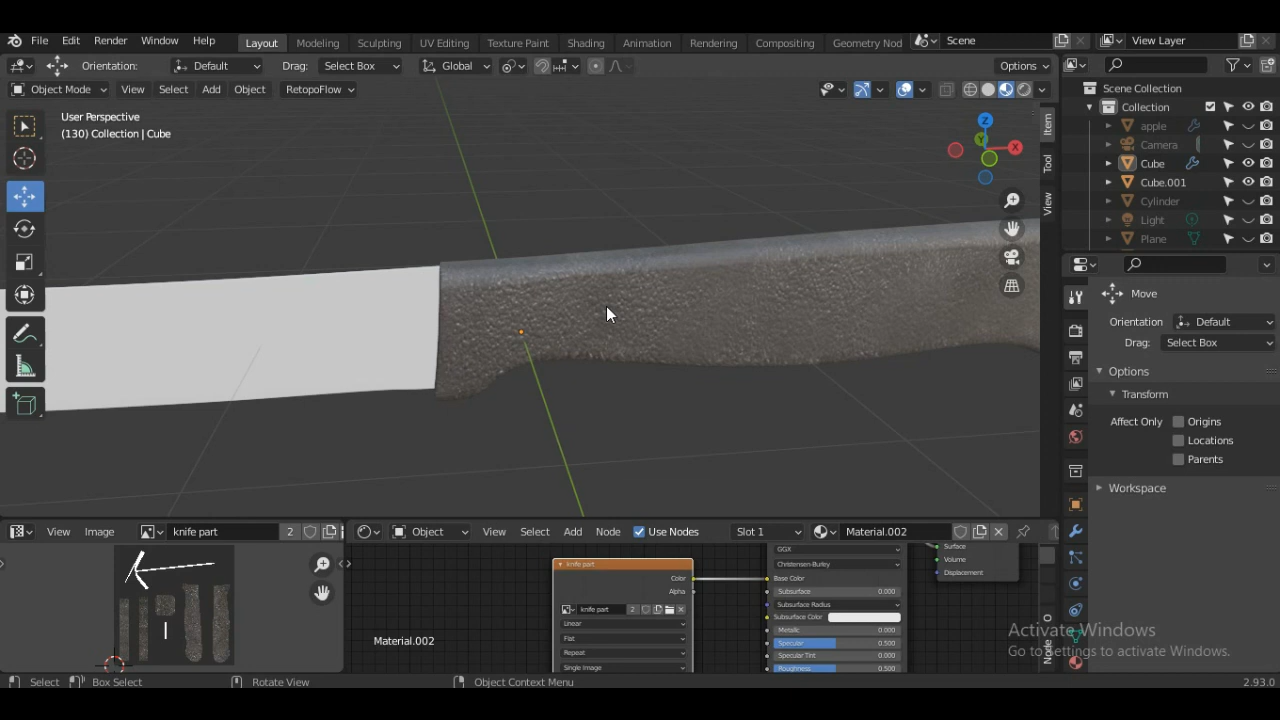 File Edit Render Window Help Layout Modeling Sculpting UV Editing Texture Paint Shading Animation Rendering Compositing Geometry Nod Scene View Layer
Orientation: Default Drag: Select Box Global Options
Object Mode View Select Add Object RetopoFlow
User Perspective
(130) Collection | Cube
Z
Y
X
Item
Tool
View
Scene Collection
Collection
apple
Camera
Cube
Cube.001
Cylinder
Light
Plane
Move
Orientation Default
Drag: Select Box
Options
Transform
Affect Only Origins
Locations
Parents
Workspace
View Image knife part 2
Object View Select Add Node Use Nodes Slot 1 Material.002
knife part
Color
Alpha
knife part 2
Linear
Flat
Repeat
Single Image
GGX
Christensen-Burley
Base Color
Subsurface 0.000
Subsurface Radius
Subsurface Color
Metallic 0.000
Specular 0.500
Specular Tint 0.000
Roughness 0.500
Surface
Volume
Displacement
Material.002
Node
Activate Windows
Go to Settings to activate Windows.
Select Box Select Rotate View Object Context Menu 2.93.0